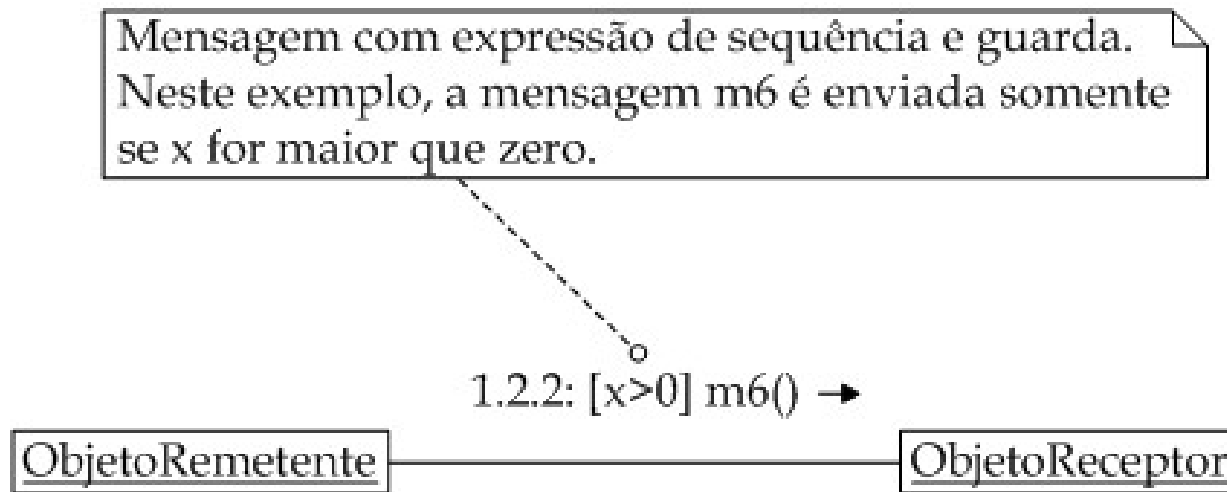 Mensagem com expressão de sequência e guarda.
Neste exemplo, a mensagem m6 é enviada somente
se x for maior que zero.
1.2.2: [x>0] m6() →
ObjetoRemetente
ObjetoReceptor